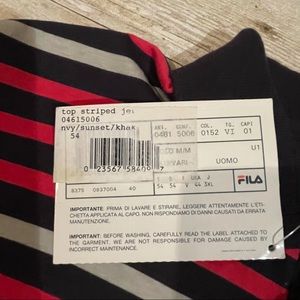 top striped je
04615006
nvy/sunset/khak
54
COL. TG. CAPI
0481 5006 0152 VI 01
M/M U1
UOMO
54 54 V 44
FILA
8375 0937004 40
IMPORTANTE: PRIMA DI LAVARE E STIRARE, LEGGERE ATTENTAMENTE L'ETI-
CHETTA APPLICATA AL CAPO. NON RISPONDIAMO DI DANNI CAUSATI DA ERRATA
MANUTENZIONE.
IMPORTANT: BEFORE WASHING, CAREFULLY READ THE LABEL ATTACHED
TO THE GARMENT. WE ARE NOT RESPONSIBLE FOR DAMAGE CAUSED BY
INCORRECT MAINTENANCE.